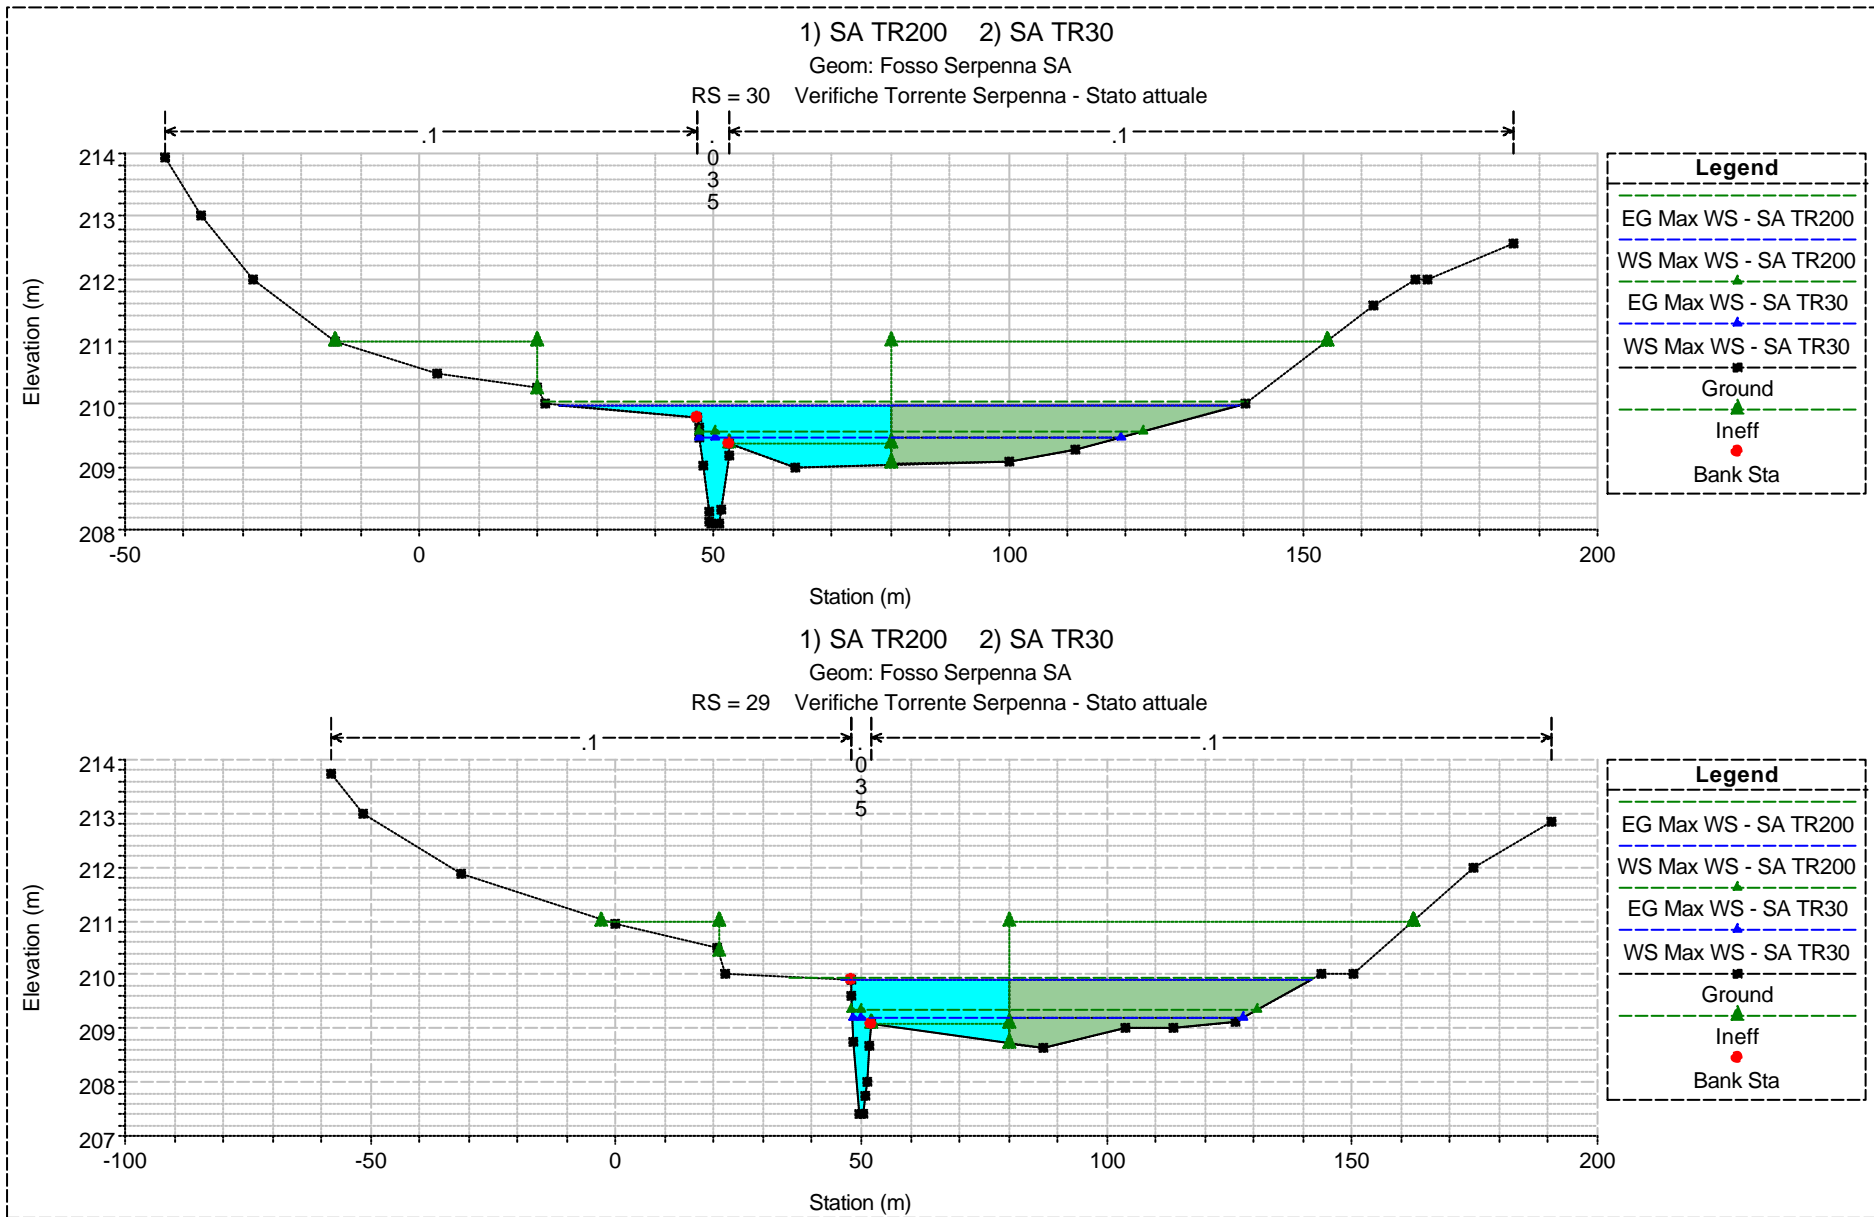 1) SA TR200    2) SA TR30
Geom: Fosso Serpenna SA
RS = 30    Verifiche Torrente Serpenna - Stato attuale
.1
.035
.1
Elevation (m)
214
213
212
211
210
209
208
-50
0
50
100
150
200
Station (m)
Legend
EG Max WS - SA TR200
WS Max WS - SA TR200
EG Max WS - SA TR30
WS Max WS - SA TR30
Ground
Ineff
Bank Sta
1) SA TR200    2) SA TR30
Geom: Fosso Serpenna SA
RS = 29    Verifiche Torrente Serpenna - Stato attuale
.1
.035
.1
Elevation (m)
214
213
212
211
210
209
208
207
-100
-50
0
50
100
150
200
Station (m)
Legend
EG Max WS - SA TR200
WS Max WS - SA TR200
EG Max WS - SA TR30
WS Max WS - SA TR30
Ground
Ineff
Bank Sta